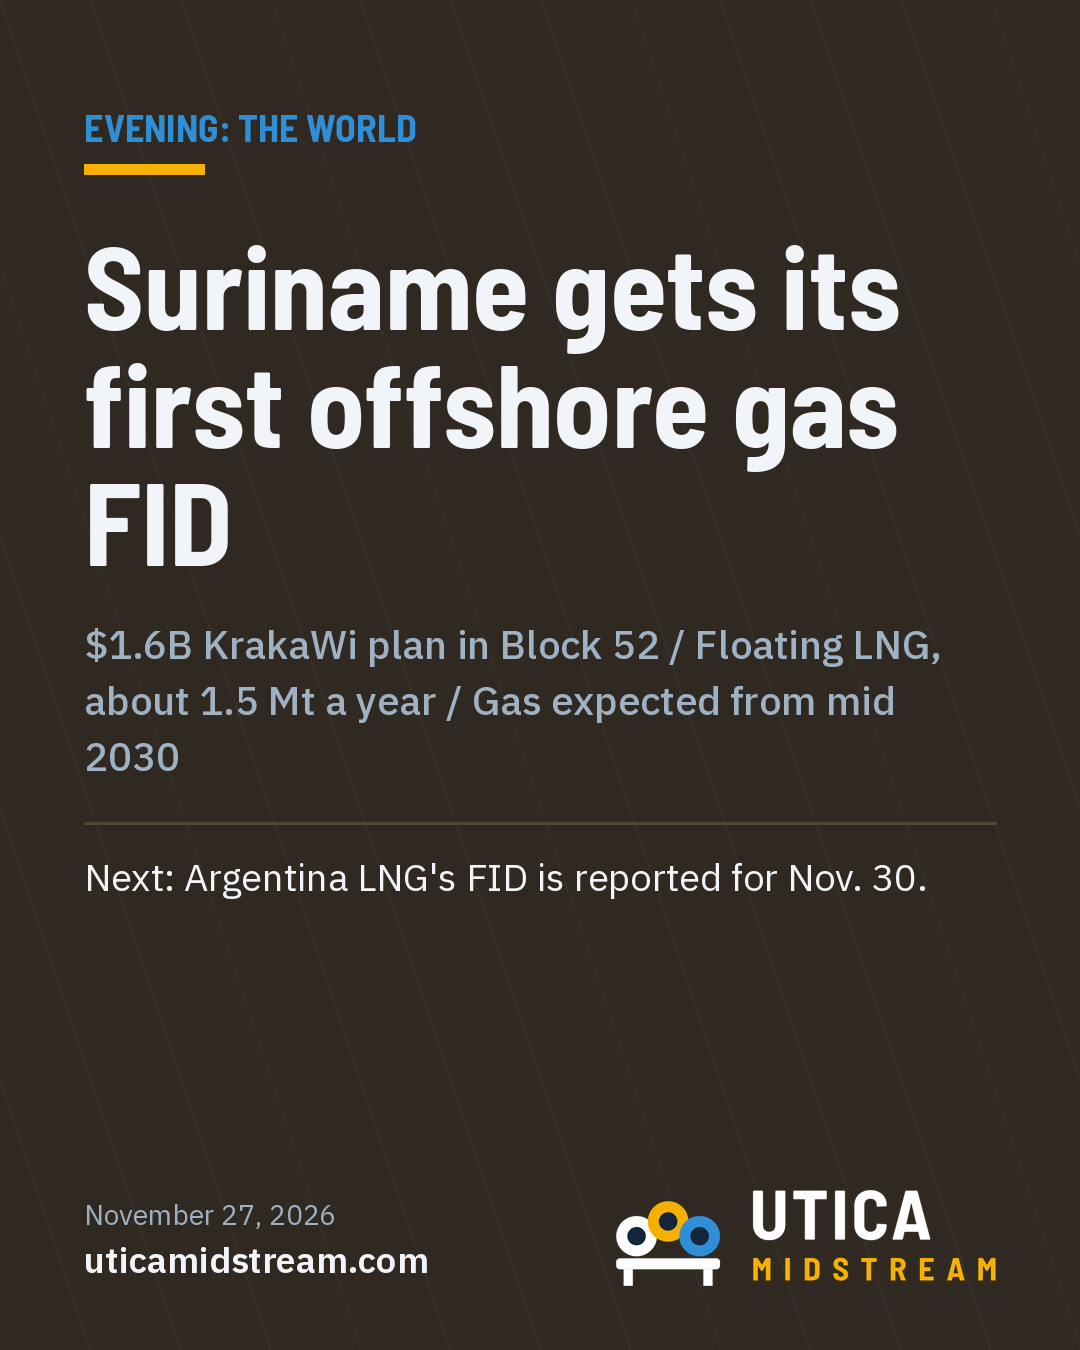 EVENING: THE WORLD
Suriname gets its
first offshore gas
FID
$1.6B KrakaWi plan in Block 52 / Floating LNG,
about 1.5 Mt a year / Gas expected from mid
2030
Next: Argentina LNG's FID is reported for Nov. 30.
November 27, 2026
uticamidstream.com
UTICA
MIDSTREAM